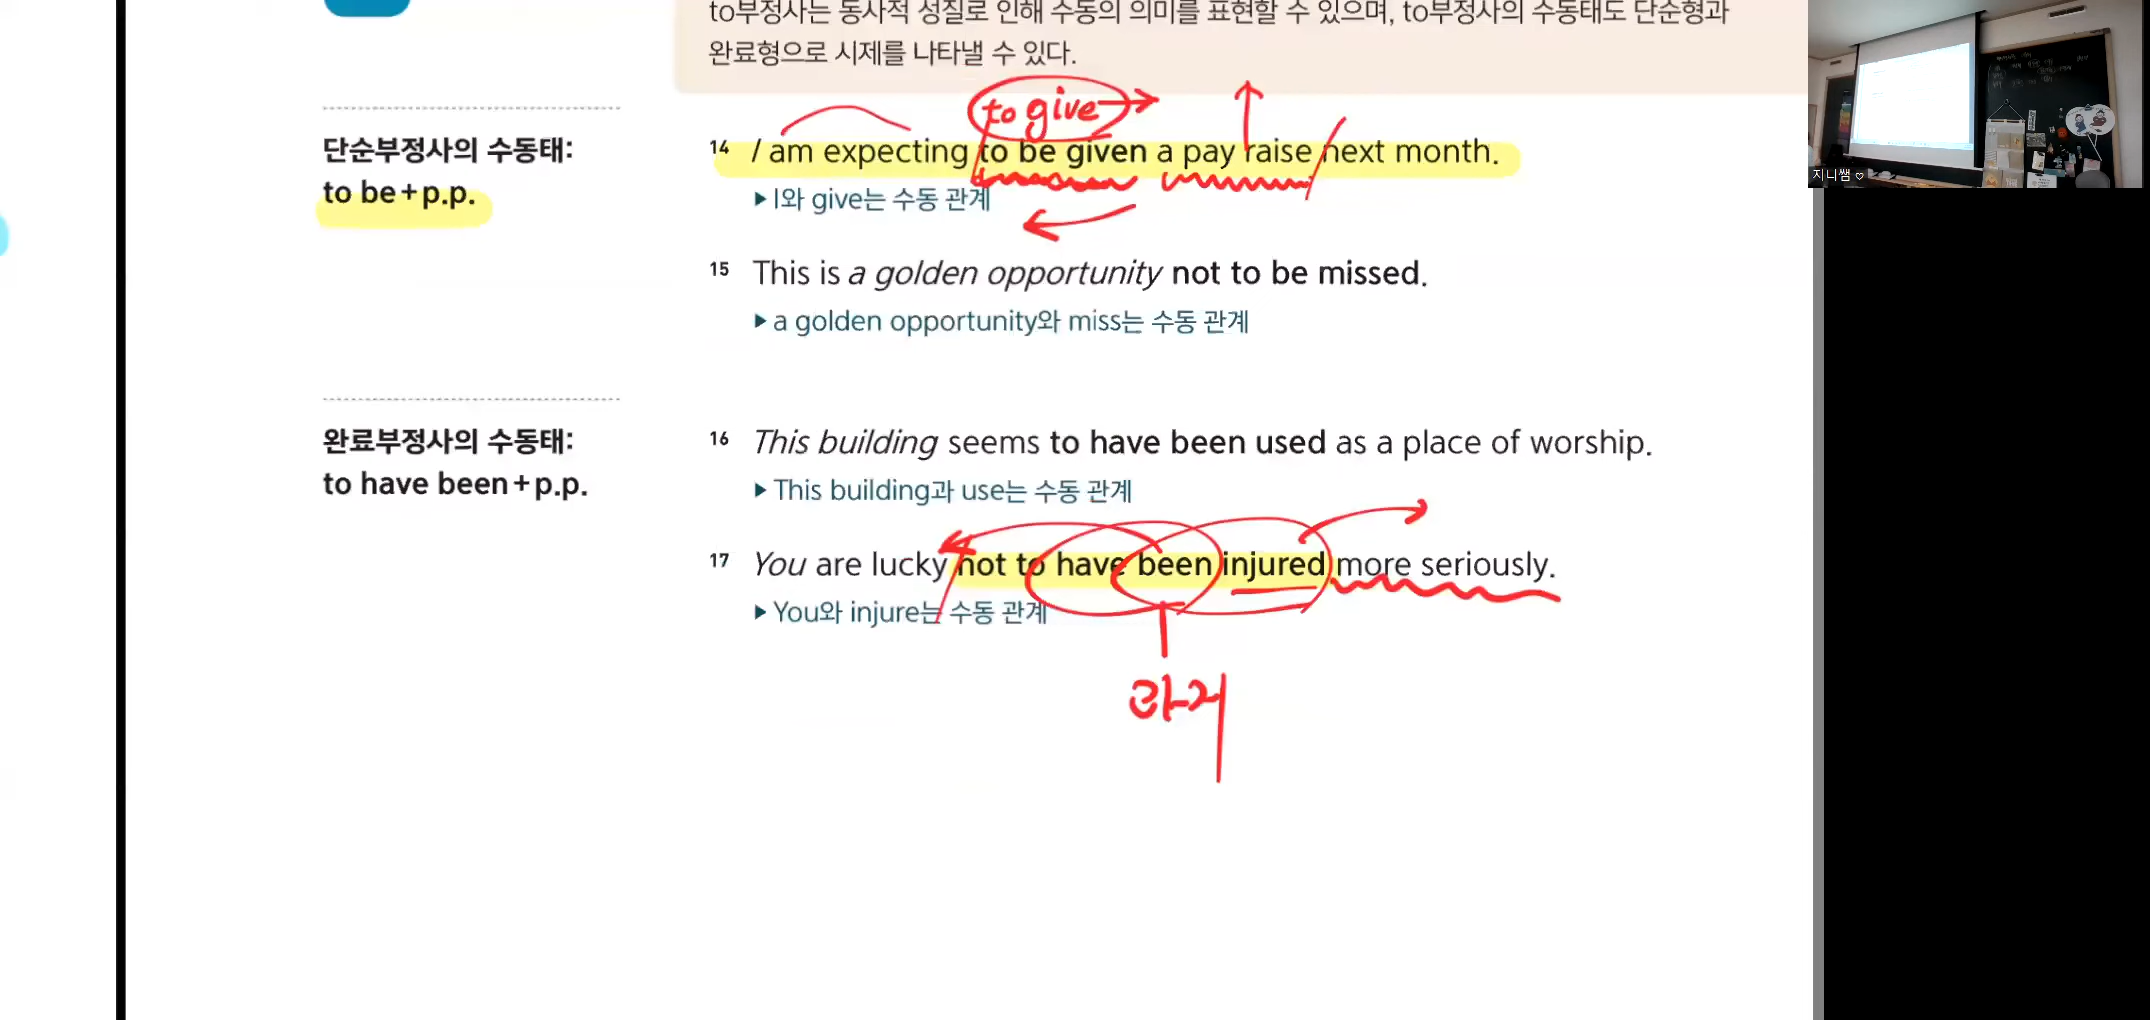 to부정사는 동사적 성질로 인해 수동의 의미를 표현할 수 있으며, to부정사의 수동태도 단순형과
완료형으로 시제를 나타낼 수 있다.
단순부정사의 수동태:
to be+p.p.
to give
14 I am expecting to be given a pay raise next month.
▶ I와 give는 수동 관계
15 This is a golden opportunity not to be missed.
▶ a golden opportunity와 miss는 수동 관계
완료부정사의 수동태:
to have been+p.p.
16 This building seems to have been used as a place of worship.
▶ This building과 use는 수동 관계
17 You are lucky not to have been injured more seriously.
▶ You와 injure는 수동 관계
과거
지니쌤 ♡